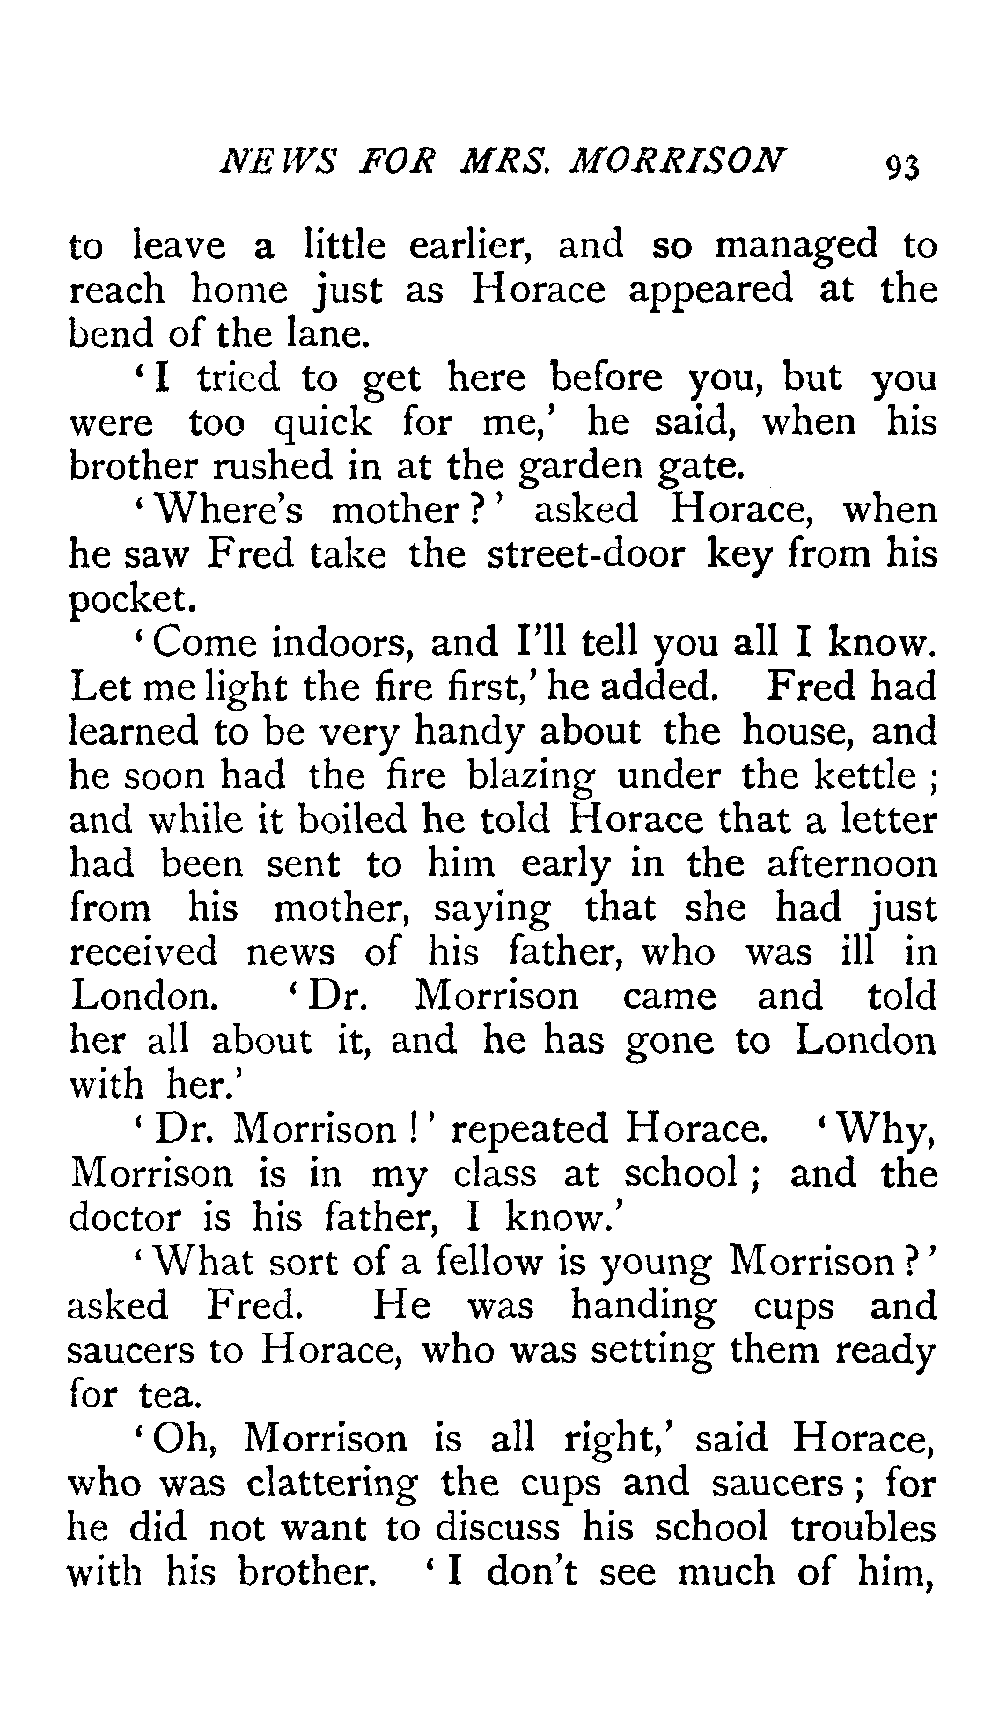 NEWS FOR MRS. MORRISON 93
to leave a little earlier, and so managed to
reach home just as Horace appeared at the
bend of the lane.
‘I tried to get here before you, but you
were too quick for me,’ he said, when his
brother rushed in at the garden gate.
‘Where’s mother?’ asked Horace, when
he saw Fred take the street-door key from his
pocket.
‘Come indoors, and I’ll tell you all I know.
Let me light the fire first,’ he added. Fred had
learned to be very handy about the house, and
he soon had the fire blazing under the kettle ;
and while it boiled he told Horace that a letter
had been sent to him early in the afternoon
from his mother, saying that she had just
received news of his father, who was ill in
London. ‘Dr. Morrison came and told
her all about it, and he has gone to London
with her.’
‘Dr. Morrison!’ repeated Horace. ‘Why,
Morrison is in my class at school ; and the
doctor is his father, I know.’
‘What sort of a fellow is young Morrison?’
asked Fred. He was handing cups and
saucers to Horace, who was setting them ready
for tea.
‘Oh, Morrison is all right,’ said Horace,
who was clattering the cups and saucers ; for
he did not want to discuss his school troubles
with his brother. ‘I don’t see much of him,